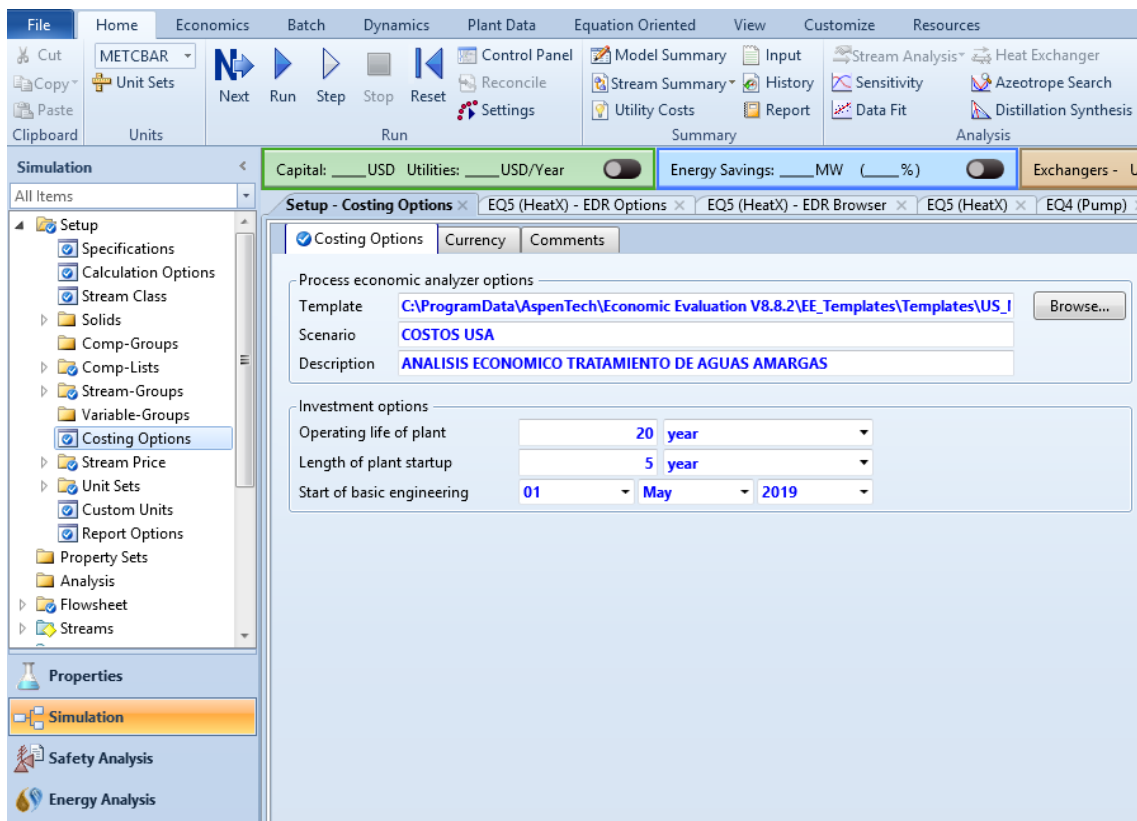 File Home Economics Batch Dynamics Plant Data Equation Oriented View Customize Resources
Cut METCBAR Control Panel Model Summary Input Stream Analysis Heat Exchanger
Copy Unit Sets Next Run Step Stop Reset Reconcile Stream Summary History Sensitivity Azeotrope Search
Paste Settings Utility Costs Report Data Fit Distillation Synthesis
Clipboard Units Run Summary Analysis
Simulation < Capital: ____USD Utilities: ____USD/Year Energy Savings: ____MW (____%) Exchangers - U
All Items
Setup - Costing Options EQ5 (HeatX) - EDR Options EQ5 (HeatX) - EDR Browser EQ5 (HeatX) EQ4 (Pump)
Setup
Specifications
Calculation Options
Stream Class
Solids
Comp-Groups
Comp-Lists
Stream-Groups
Variable-Groups
Costing Options
Stream Price
Unit Sets
Custom Units
Report Options
Property Sets
Analysis
Flowsheet
Streams
Properties
Simulation
Safety Analysis
Energy Analysis
Costing Options Currency Comments
Process economic analyzer options
Template C:\ProgramData\AspenTech\Economic Evaluation V8.8.2\EE_Templates\Templates\US_ Browse...
Scenario COSTOS USA
Description ANALISIS ECONOMICO TRATAMIENTO DE AGUAS AMARGAS
Investment options
Operating life of plant 20 year
Length of plant startup 5 year
Start of basic engineering 01 May 2019